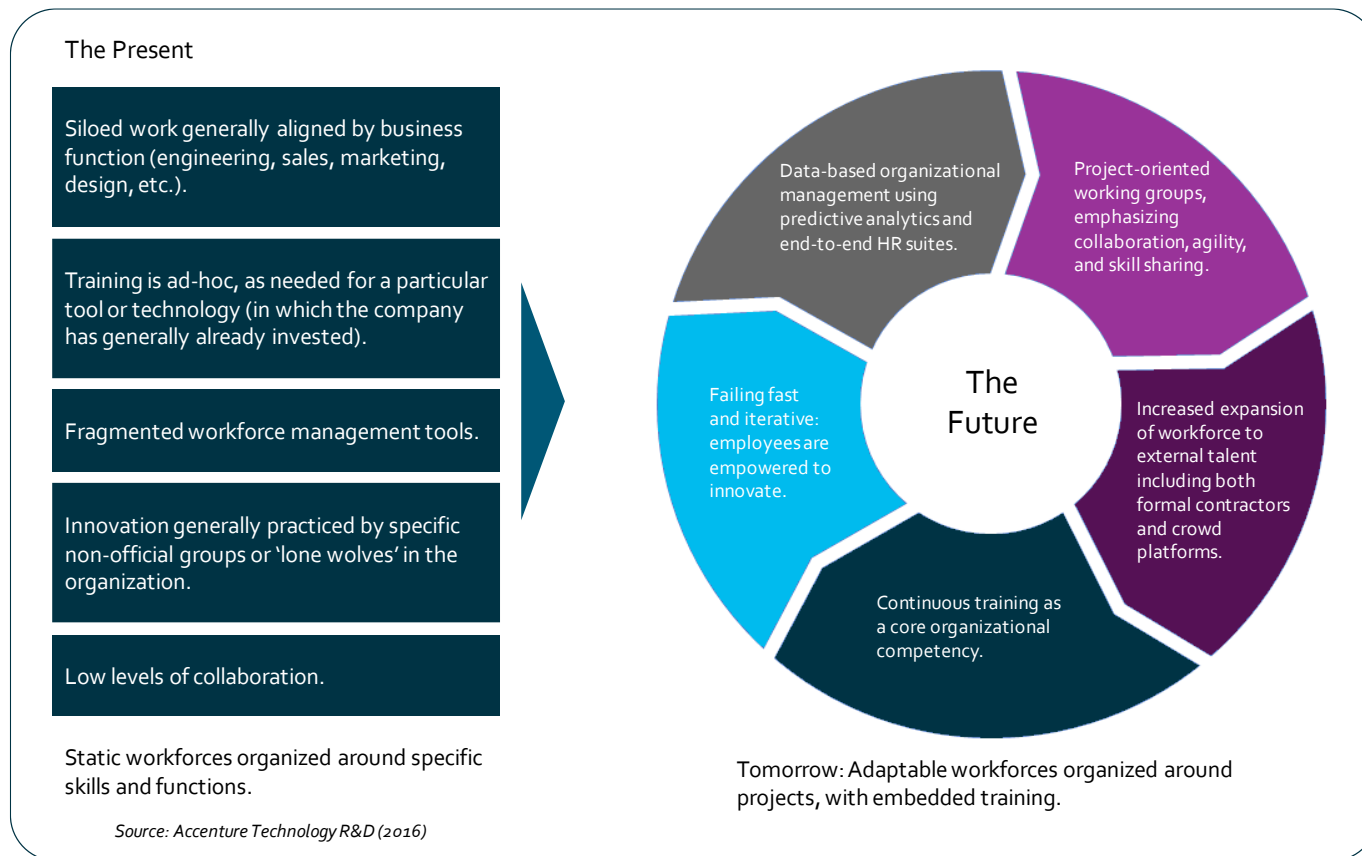 The Present
Siloed work generally aligned by business
function (engineering, sales, marketing,
design, etc.).
Training is ad-hoc, as needed for a particular
tool or technology (in which the company
has generally already invested).
Fragmented workforce management tools.
Innovation generally practiced by specific
non-official groups or ‘lone wolves’ in the
organization.
Low levels of collaboration.
Static workforces organized around specific
skills and functions.
Source: Accenture Technology R&D (2016)
Data-based organizational
management using
predictive analytics and
end-to-end HR suites.
Project-oriented
working groups,
emphasizing
collaboration, agility,
and skill sharing.
Increased expansion
of workforce to
external talent
including both
formal contractors
and crowd
platforms.
Continuous training as
a core organizational
competency.
Failing fast
and iterative:
employees are
empowered to
innovate.
The
Future
Tomorrow: Adaptable workforces organized around
projects, with embedded training.